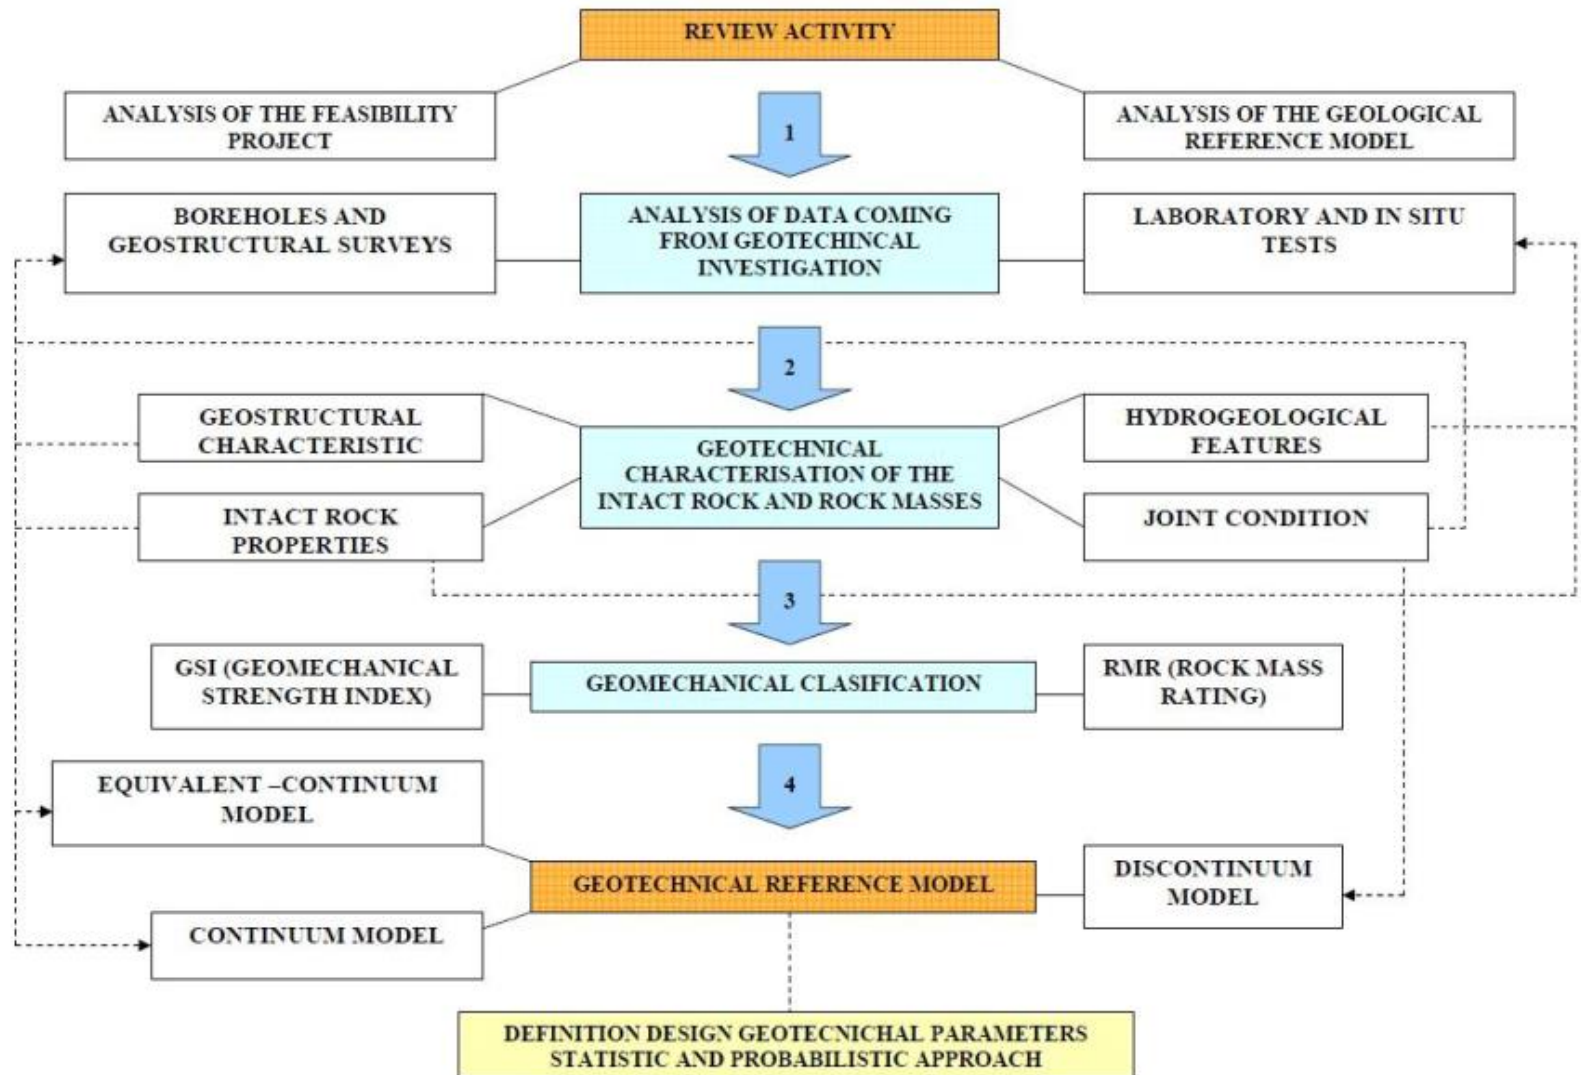 REVIEW ACTIVITY
ANALYSIS OF THE FEASIBILITY
PROJECT
1
ANALYSIS OF THE GEOLOGICAL
REFERENCE MODEL
BOREHOLES AND
GEOSTRUCTURAL SURVEYS
ANALYSIS OF DATA COMING
FROM GEOTECHINCAL
INVESTIGATION
LABORATORY AND IN SITU
TESTS
2
GEOSTRUCTURAL
CHARACTERISTIC
HYDROGEOLOGICAL
FEATURES
GEOTECHNICAL
CHARACTERISATION OF THE
INTACT ROCK AND ROCK MASSES
INTACT ROCK
PROPERTIES
JOINT CONDITION
3
GSI (GEOMECHANICAL
STRENGTH INDEX)
GEOMECHANICAL CLASIFICATION
RMR (ROCK MASS
RATING)
4
EQUIVALENT –CONTINUUM
MODEL
GEOTECHNICAL REFERENCE MODEL
DISCONTINUUM
MODEL
CONTINUUM MODEL
DEFINITION DESIGN GEOTECNICHAL PARAMETERS
STATISTIC AND PROBABILISTIC APPROACH